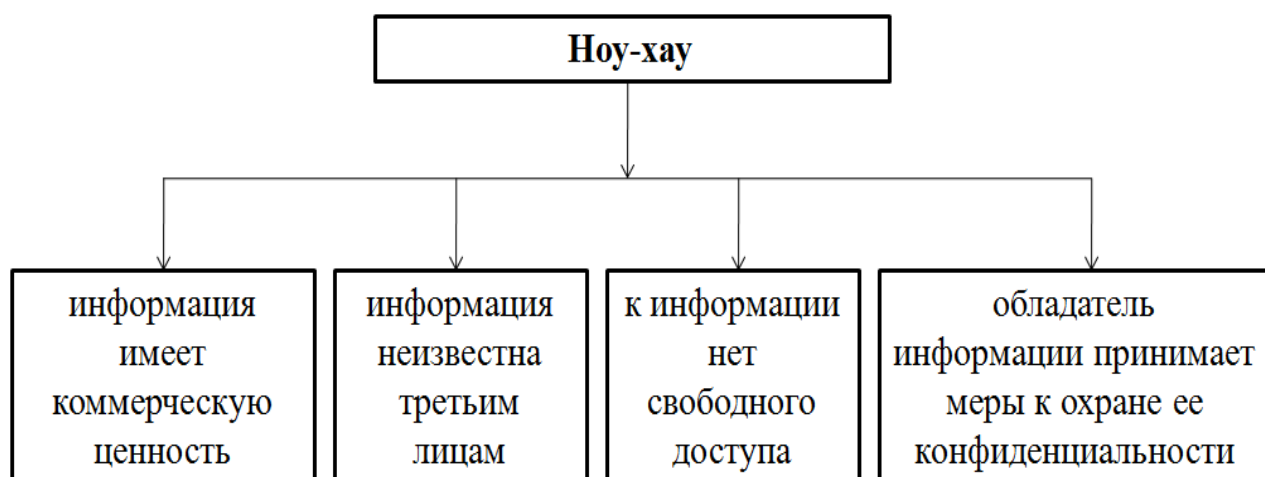 Ноу-хау
информация
имеет
коммерческую
ценность
информация
неизвестна
третьим
лицам
к информации
нет
свободного
доступа
обладатель
информации принимает
меры к охране ее
конфиденциальности